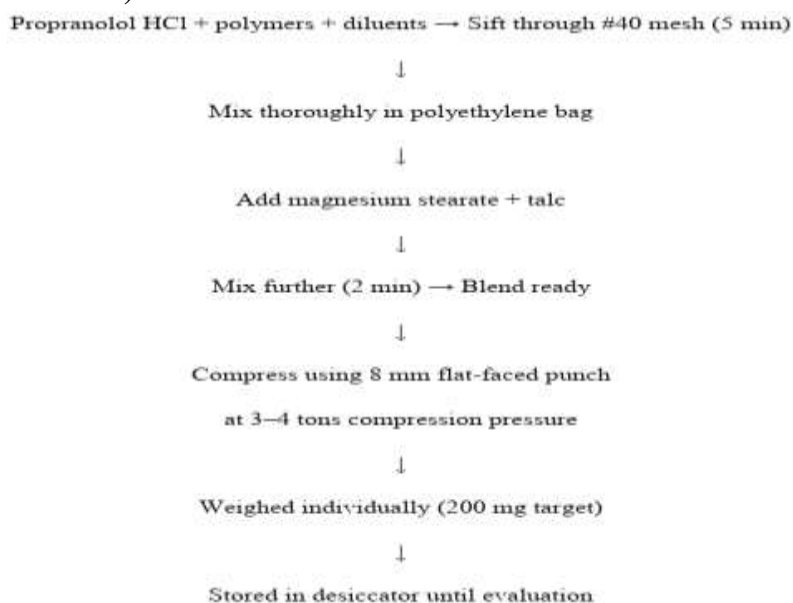 Propranolol HCl + polymers + diluents → Sift through #40 mesh (5 min)
↓
Mix thoroughly in polyethylene bag
↓
Add magnesium stearate + talc
↓
Mix further (2 min) → Blend ready
↓
Compress using 8 mm flat-faced punch
at 3–4 tons compression pressure
↓
Weighed individually (200 mg target)
↓
Stored in desiccator until evaluation